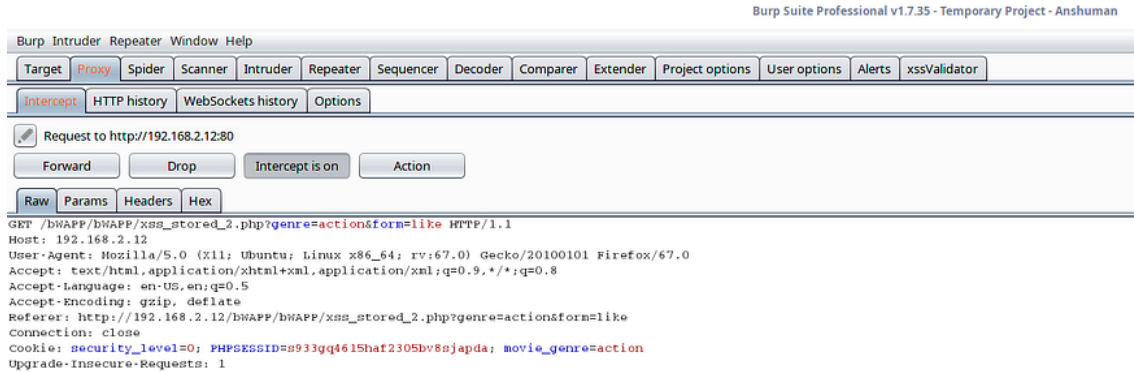 Burp Suite Professional v1.7.35 - Temporary Project - Anshuman
Burp Intruder Repeater Window Help
Target Proxy Spider Scanner Intruder Repeater Sequencer Decoder Comparer Extender Project options User options Alerts xssValidator
Intercept HTTP history WebSockets history Options
Request to http://192.168.2.12:80
Forward Drop Intercept is on Action
Raw Params Headers Hex
GET /bWAPP/bWAPP/xss_stored_2.php?genre=action&form=like HTTP/1.1
Host: 192.168.2.12
User-Agent: Mozilla/5.0 (X11; Ubuntu; Linux x86_64; rv:67.0) Gecko/20100101 Firefox/67.0
Accept: text/html,application/xhtml+xml,application/xml;q=0.9,*/*;q=0.8
Accept-Language: en-US,en;q=0.5
Accept-Encoding: gzip, deflate
Referer: http://192.168.2.12/bWAPP/bWAPP/xss_stored_2.php?genre=action&form=like
Connection: close
Cookie: security_level=0; PHPSESSID=s933gq4615haf2305bv8sjapda; movie_genre=action
Upgrade-Insecure-Requests: 1